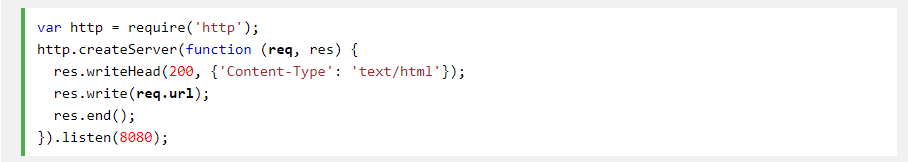 var http = require('http');
http.createServer(function (req, res) {
  res.writeHead(200, {'Content-Type': 'text/html'});
  res.write(req.url);
  res.end();
}).listen(8080);